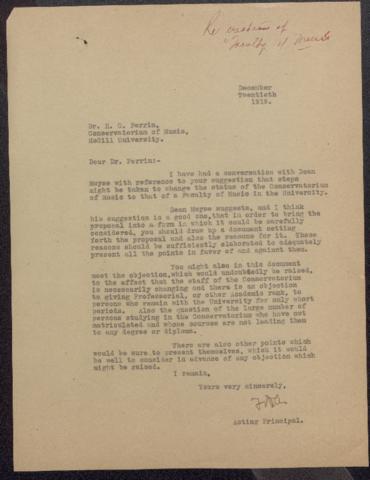 Re creation of
"Faculty of Music
December
Twentieth
1919.
Dr. H. C. Perrin,
Conservatorium of Music,
McGill University.
Dear Dr. Perrin:-
I have had a conversation with Dean
Moyse with reference to your suggestion that steps
might be taken to change the status of the Conservatorium
of Music to that of a Faculty of Music in the University.
Dean Moyse suggests, and I think
his suggestion is a good one, that in order to bring the
proposal into a form in which it could be carefully
considered, you should draw up a document setting
forth the proposal and also the reasons for it. These
reasons should be sufficiently elaborated to adequately
present all the points in favor of and against them.
You might also in this document
meet the objection, which would undoubtedly be raised,
to the effect that the staff of the Conservatorium
is necessarily changing and there is an objection
to giving Professorial, or other Academic rank, to
persons who remain with the University for only short
periods. Also the question of the large number of
persons studying in the Conservatorium who have not
matriculated and whose courses are not leading them
to any degree or diploma.
There are also other points which
would be sure to present themselves, which it would
be well to consider in advance of any objection which
might be raised.
I remain,
Yours very sincerely,
Acting Principal.